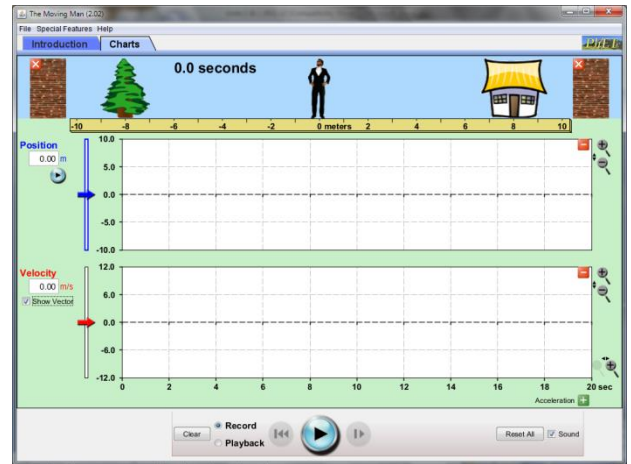 The Moving Man (2.02)
File Special Features Help
Introduction Charts
PhET
0.0 seconds
-10 -8 -6 -4 -2 0 meters 2 4 6 8 10
Position
0.00 m
10.0
5.0
0.0
-5.0
-10.0
Velocity
0.00 m/s
Show Vector
12.0
6.0
0.0
-6.0
-12.0
0 2 4 6 8 10 12 14 16 18 20 sec
Acceleration
Clear
Record
Playback
Reset All
Sound